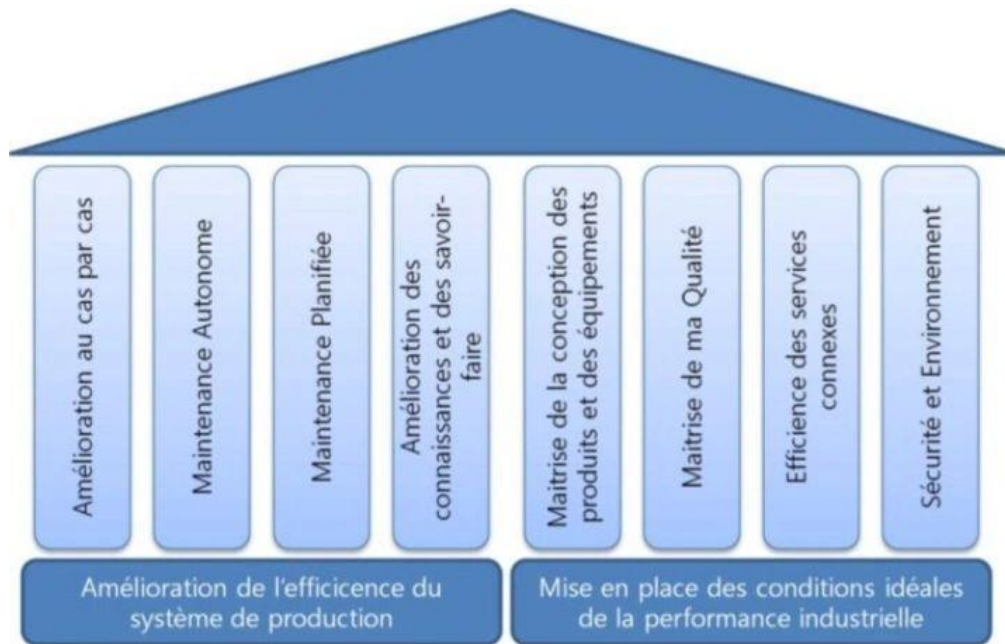 Amélioration au cas par cas
Maintenance Autonome
Maintenance Planifiée
Amélioration des
connaissances et des savoir-
faire
Maitrise de la conception des
produits et des équipements
Maitrise de ma Qualité
Efficience des services
connexes
Sécurité et Environnement
Amélioration de l'efficicence du
système de production
Mise en place des conditions idéales
de la performance industrielle